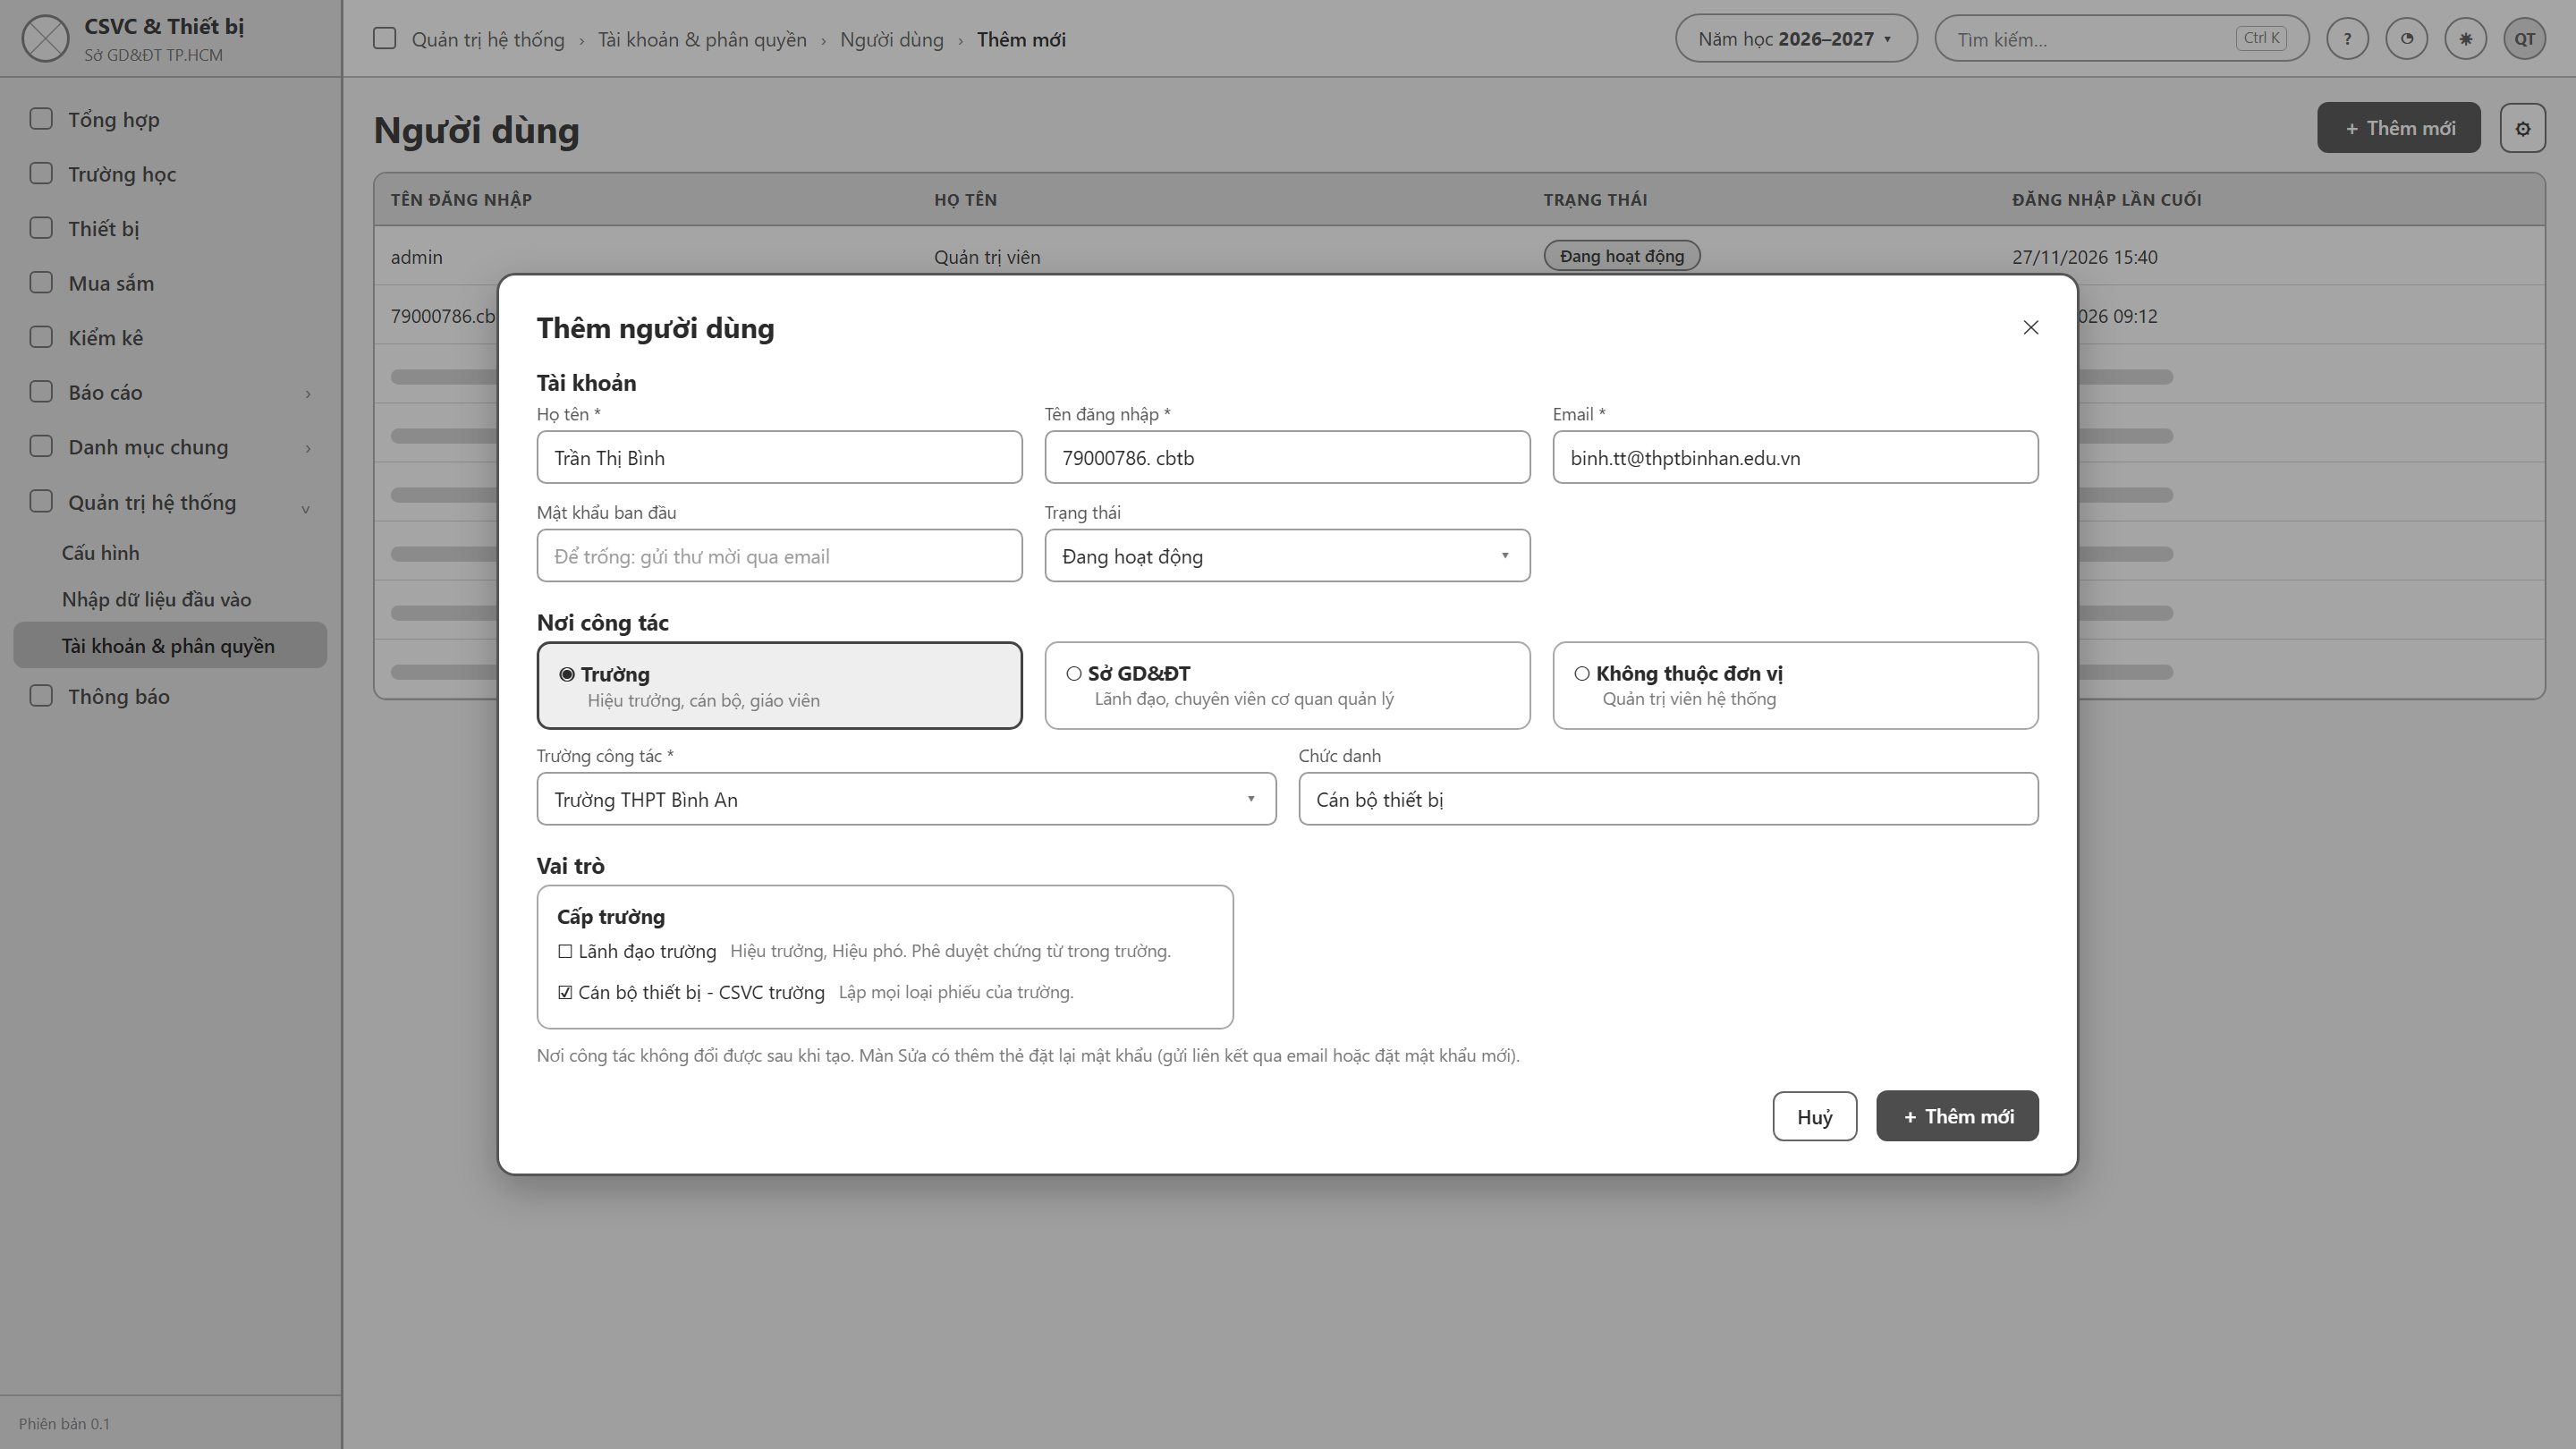 CSVC & Thiết bị
Sở GD&ĐT TP.HCM
Quản trị hệ thống › Tài khoản & phân quyền › Người dùng › Thêm mới
Năm học 2026–2027
Tìm kiếm...
Ctrl K
?
QT
Tổng hợp
Trường học
Thiết bị
Mua sắm
Kiểm kê
Báo cáo
Danh mục chung
Quản trị hệ thống
Cấu hình
Nhập dữ liệu đầu vào
Tài khoản & phân quyền
Thông báo
Phiên bản 0.1
Người dùng
+ Thêm mới
TÊN ĐĂNG NHẬP HỌ TÊN TRẠNG THÁI ĐĂNG NHẬP LẦN CUỐI
admin Quản trị viên Đang hoạt động 27/11/2026 15:40
79000786.cb 026 09:12
Thêm người dùng
Tài khoản
Họ tên * Tên đăng nhập * Email *
Trần Thị Bình 79000786. cbtb binh.tt@thptbinhan.edu.vn
Mật khẩu ban đầu Trạng thái
Để trống: gửi thư mời qua email Đang hoạt động
Nơi công tác
Trường Sở GD&ĐT Không thuộc đơn vị
Hiệu trưởng, cán bộ, giáo viên Lãnh đạo, chuyên viên cơ quan quản lý Quản trị viên hệ thống
Trường công tác * Chức danh
Trường THPT Bình An Cán bộ thiết bị
Vai trò
Cấp trường
☐ Lãnh đạo trường Hiệu trưởng, Hiệu phó. Phê duyệt chứng từ trong trường.
☑ Cán bộ thiết bị - CSVC trường Lập mọi loại phiếu của trường.
Nơi công tác không đổi được sau khi tạo. Màn Sửa có thêm thẻ đặt lại mật khẩu (gửi liên kết qua email hoặc đặt mật khẩu mới).
Huỷ + Thêm mới